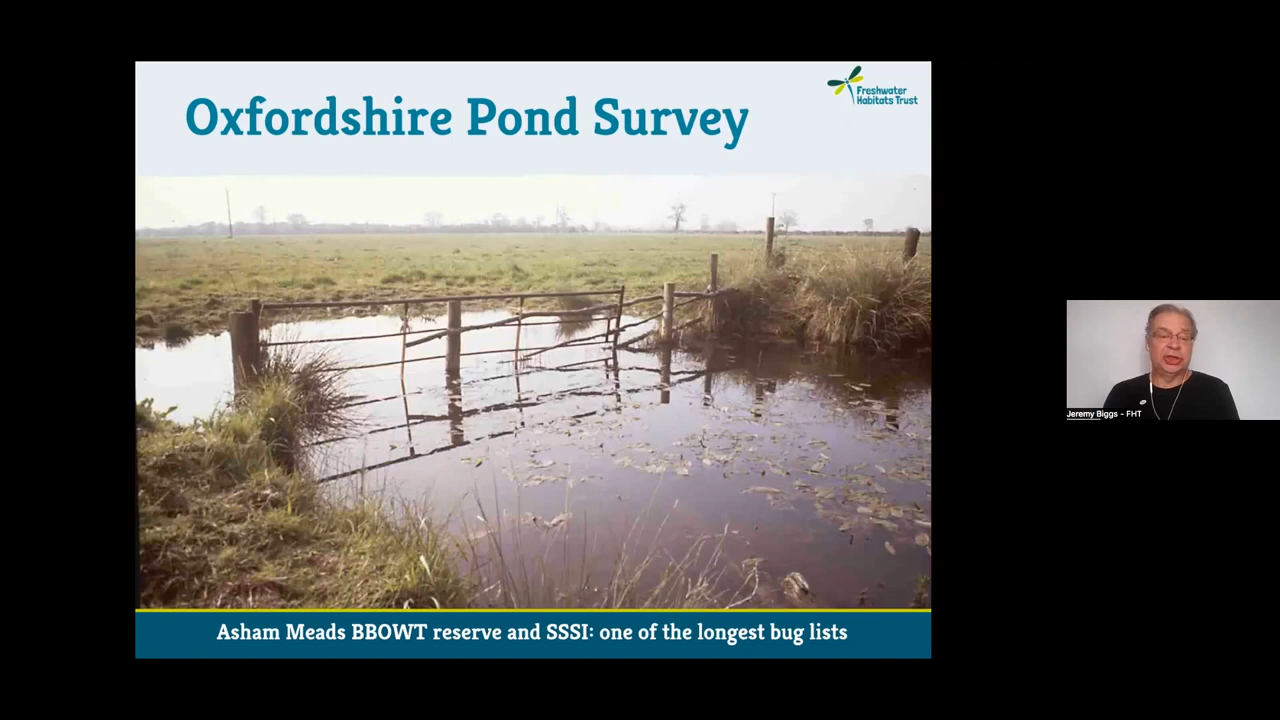 Oxfordshire Pond Survey
Freshwater
Habitats Trust
Asham Meads BBOWT reserve and SSSI: one of the longest bug lists
Jeremy Biggs - FHT